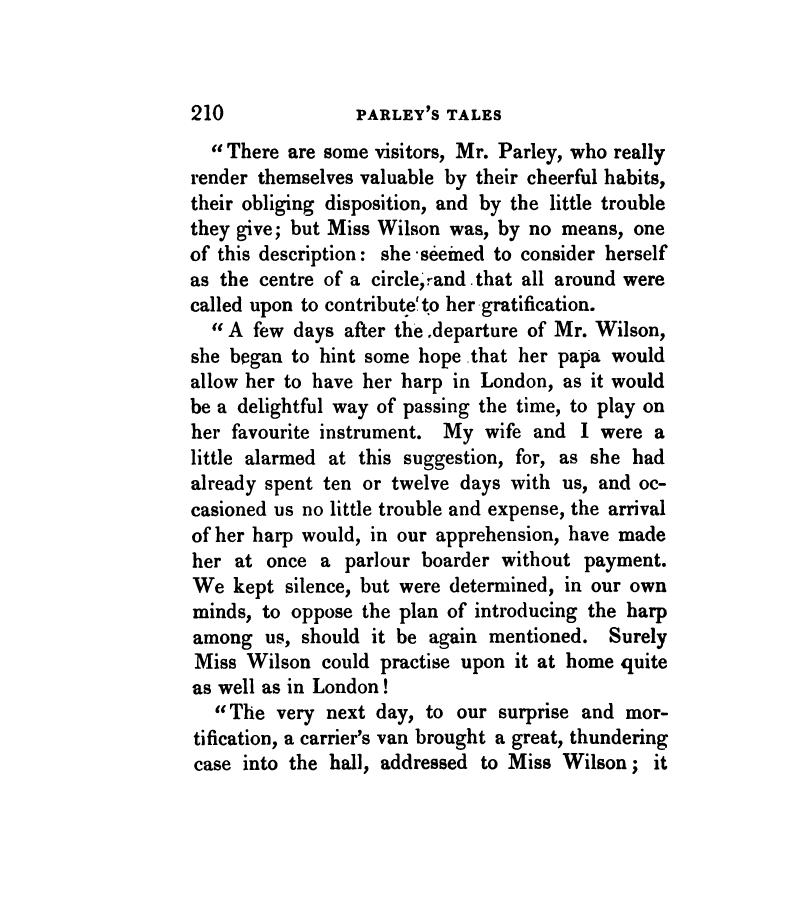 210 PARLEY'S TALES
“There are some visitors, Mr. Parley, who really
render themselves valuable by their cheerful habits,
their obliging disposition, and by the little trouble
they give; but Miss Wilson was, by no means, one
of this description: she seemed to consider herself
as the centre of a circle, and that all around were
called upon to contribute to her gratification.
“A few days after the departure of Mr. Wilson,
she began to hint some hope that her papa would
allow her to have her harp in London, as it would
be a delightful way of passing the time, to play on
her favourite instrument. My wife and I were a
little alarmed at this suggestion, for, as she had
already spent ten or twelve days with us, and oc-
casioned us no little trouble and expense, the arrival
of her harp would, in our apprehension, have made
her at once a parlour boarder without payment.
We kept silence, but were determined, in our own
minds, to oppose the plan of introducing the harp
among us, should it be again mentioned. Surely
Miss Wilson could practise upon it at home quite
as well as in London!
“The very next day, to our surprise and mor-
tification, a carrier's van brought a great, thundering
case into the hall, addressed to Miss Wilson; it